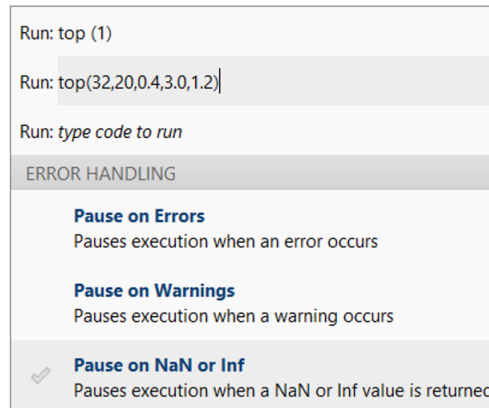 Run: top (1)
Run: top(32,20,0.4,3.0,1.2)
Run: type code to run
ERROR HANDLING
Pause on Errors
Pauses execution when an error occurs
Pause on Warnings
Pauses execution when a warning occurs
Pause on NaN or Inf
Pauses execution when a NaN or Inf value is returned